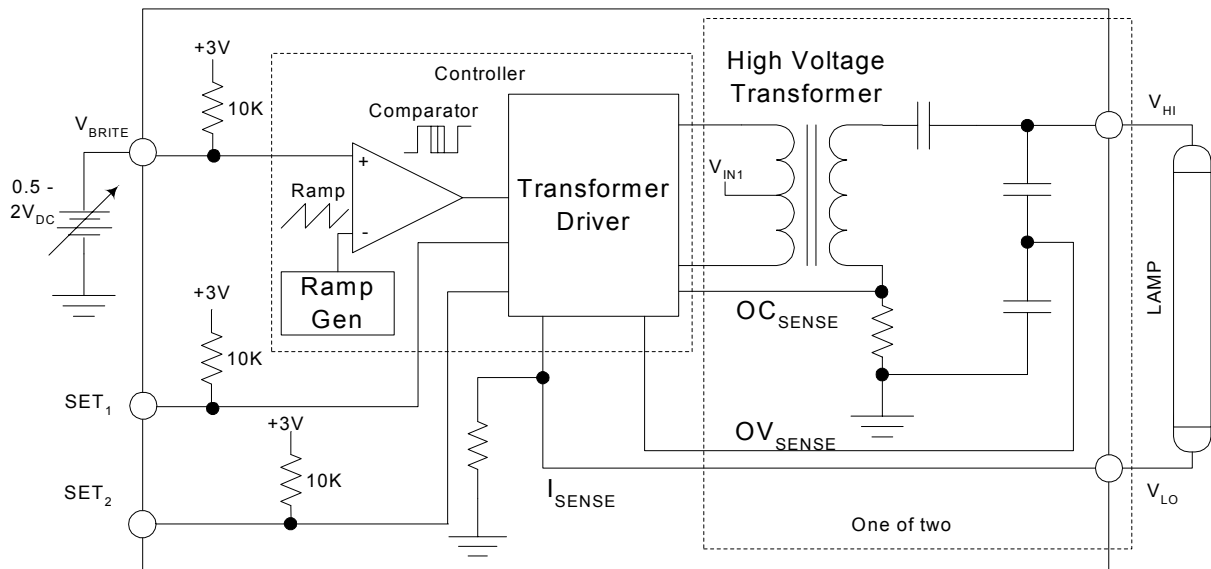 +3V
10K
V_BRITE
0.5 -
2V_DC
Controller
Comparator
+
Ramp
-
Ramp
Gen
Transformer
Driver
High Voltage
Transformer
V_IN1
V_HI
LAMP
+3V
10K
SET_1
OC_SENSE
OV_SENSE
+3V
10K
SET_2
I_SENSE
V_LO
One of two